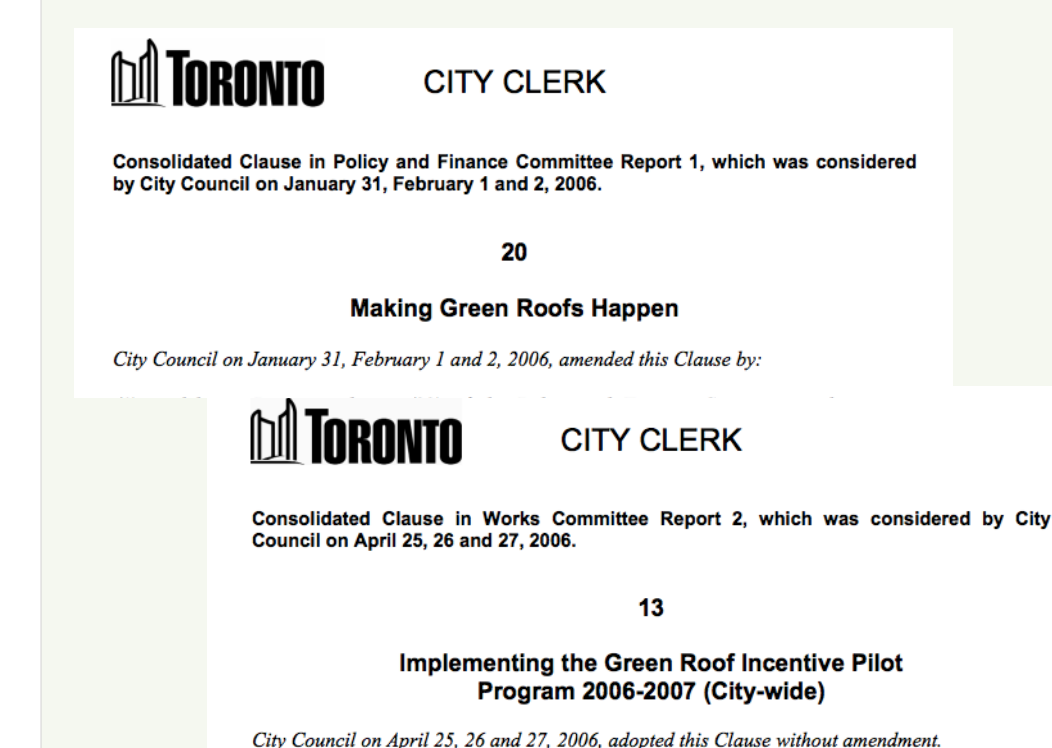 TORONTO
CITY CLERK
Consolidated Clause in Policy and Finance Committee Report 1, which was considered
by City Council on January 31, February 1 and 2, 2006.
20
Making Green Roofs Happen
City Council on January 31, February 1 and 2, 2006, amended this Clause by:
TORONTO
CITY CLERK
Consolidated Clause in Works Committee Report 2, which was considered by City
Council on April 25, 26 and 27, 2006.
13
Implementing the Green Roof Incentive Pilot
Program 2006-2007 (City-wide)
City Council on April 25, 26 and 27, 2006, adopted this Clause without amendment.